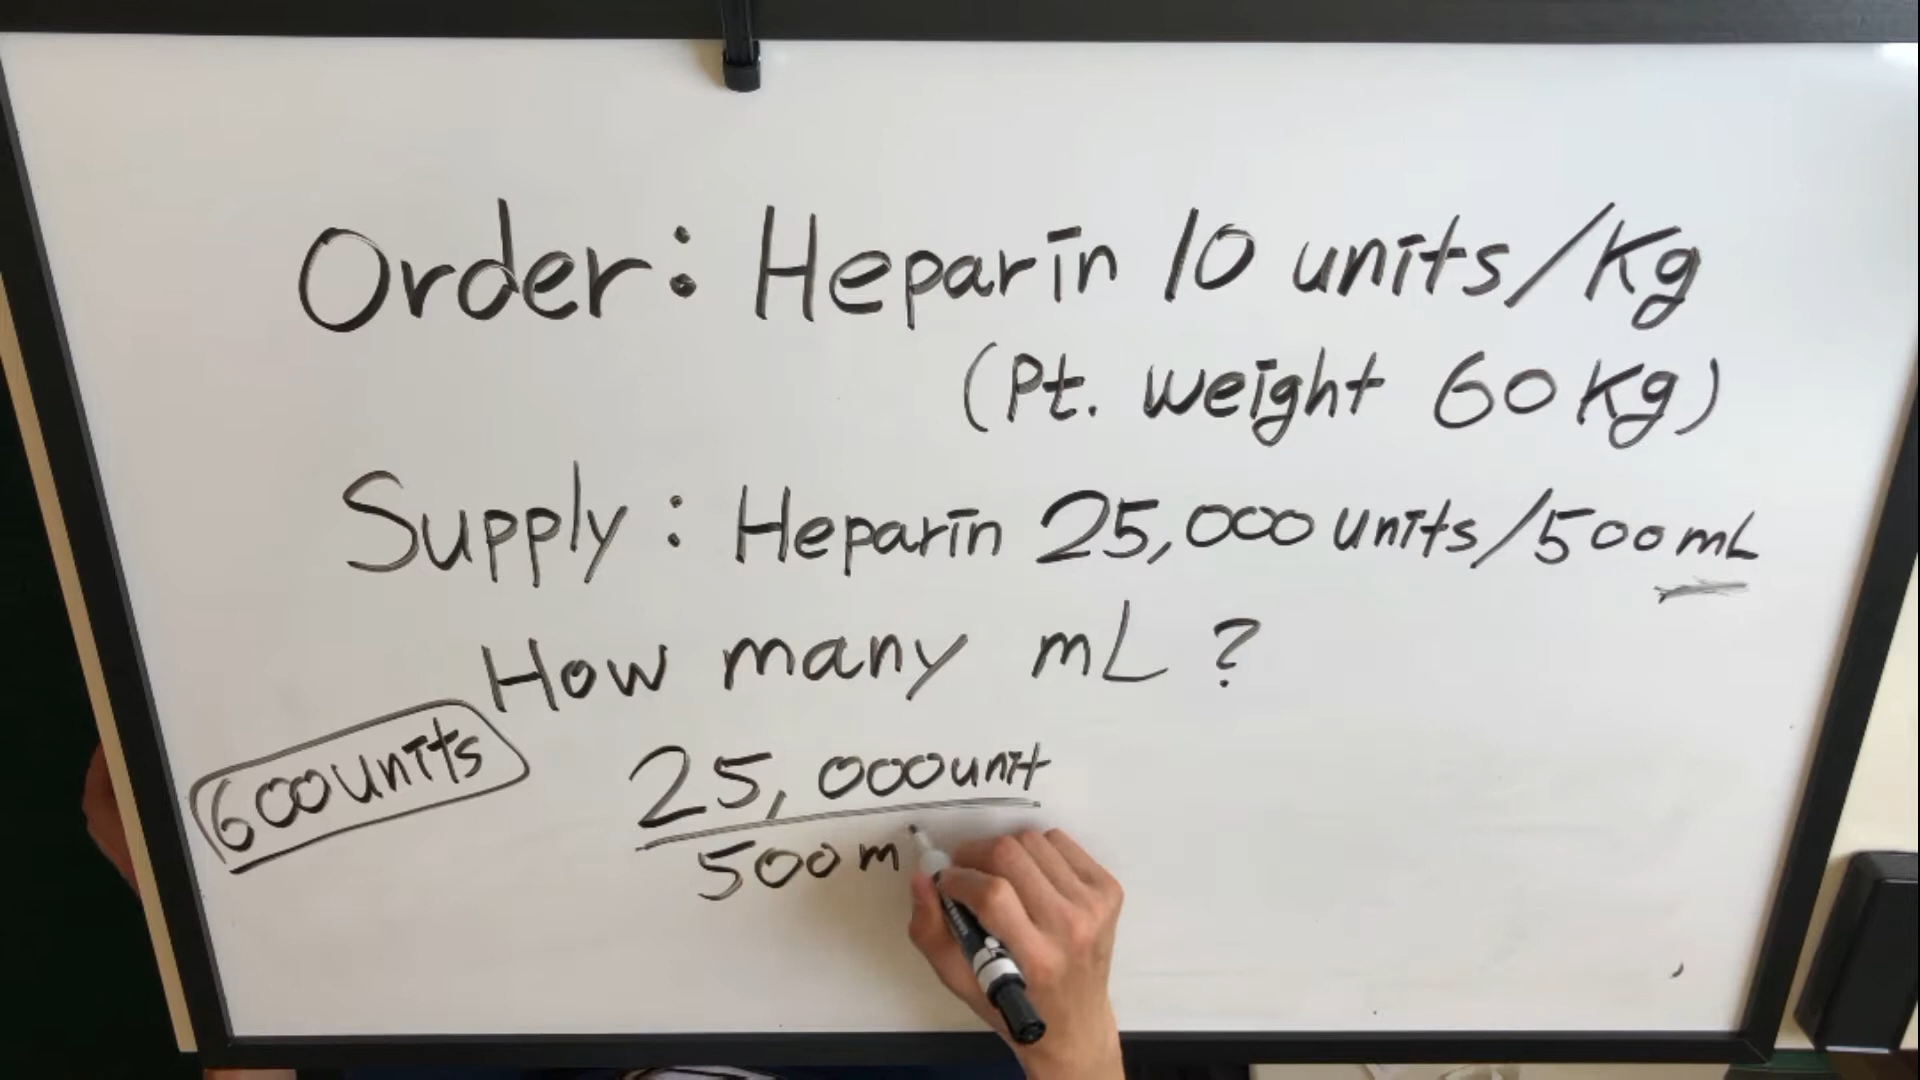 Order: Heparin 10 units/Kg
(Pt. weight 60 Kg)
Supply: Heparin 25,000 units/500 mL
How many mL?
600 units
25,000 unit
500 m